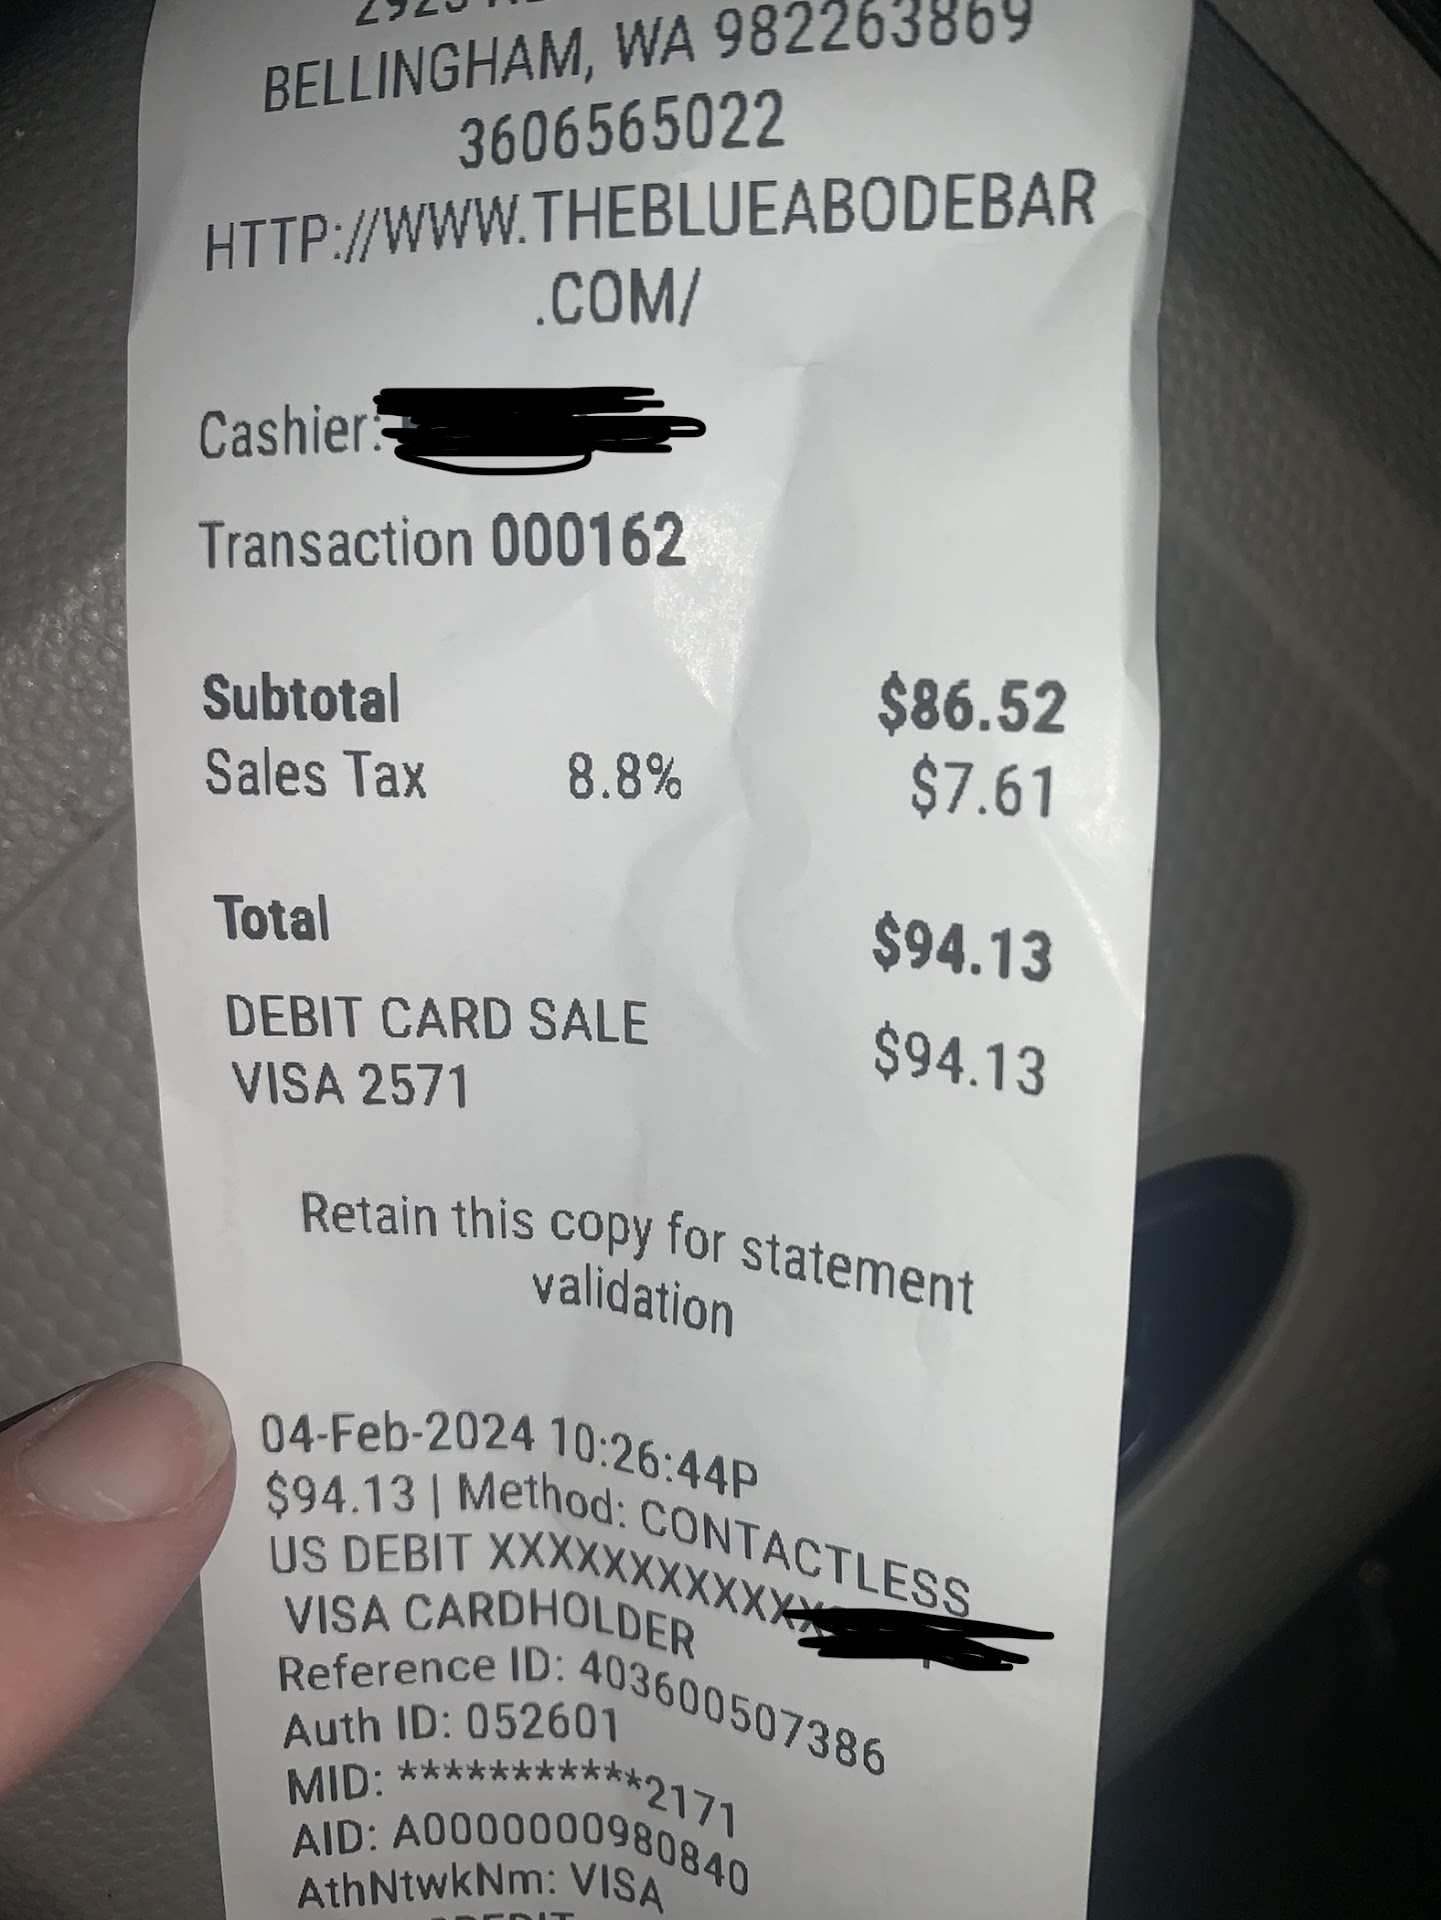 BELLINGHAM, WA 982263869
3606565022
HTTP://WWW.THEBLUEABODEBAR
.COM/
Cashier:
Transaction 000162
Subtotal $86.52
Sales Tax 8.8% $7.61
Total $94.13
DEBIT CARD SALE $94.13
VISA 2571
Retain this copy for statement
validation
04-Feb-2024 10:26:44P
$94.13 | Method: CONTACTLESS
US DEBIT XXXXXXXXXXXX
VISA CARDHOLDER
Reference ID: 403600507386
Auth ID: 052601
MID: ***********2171
AID: A0000000980840
AthNtwkNm: VISA